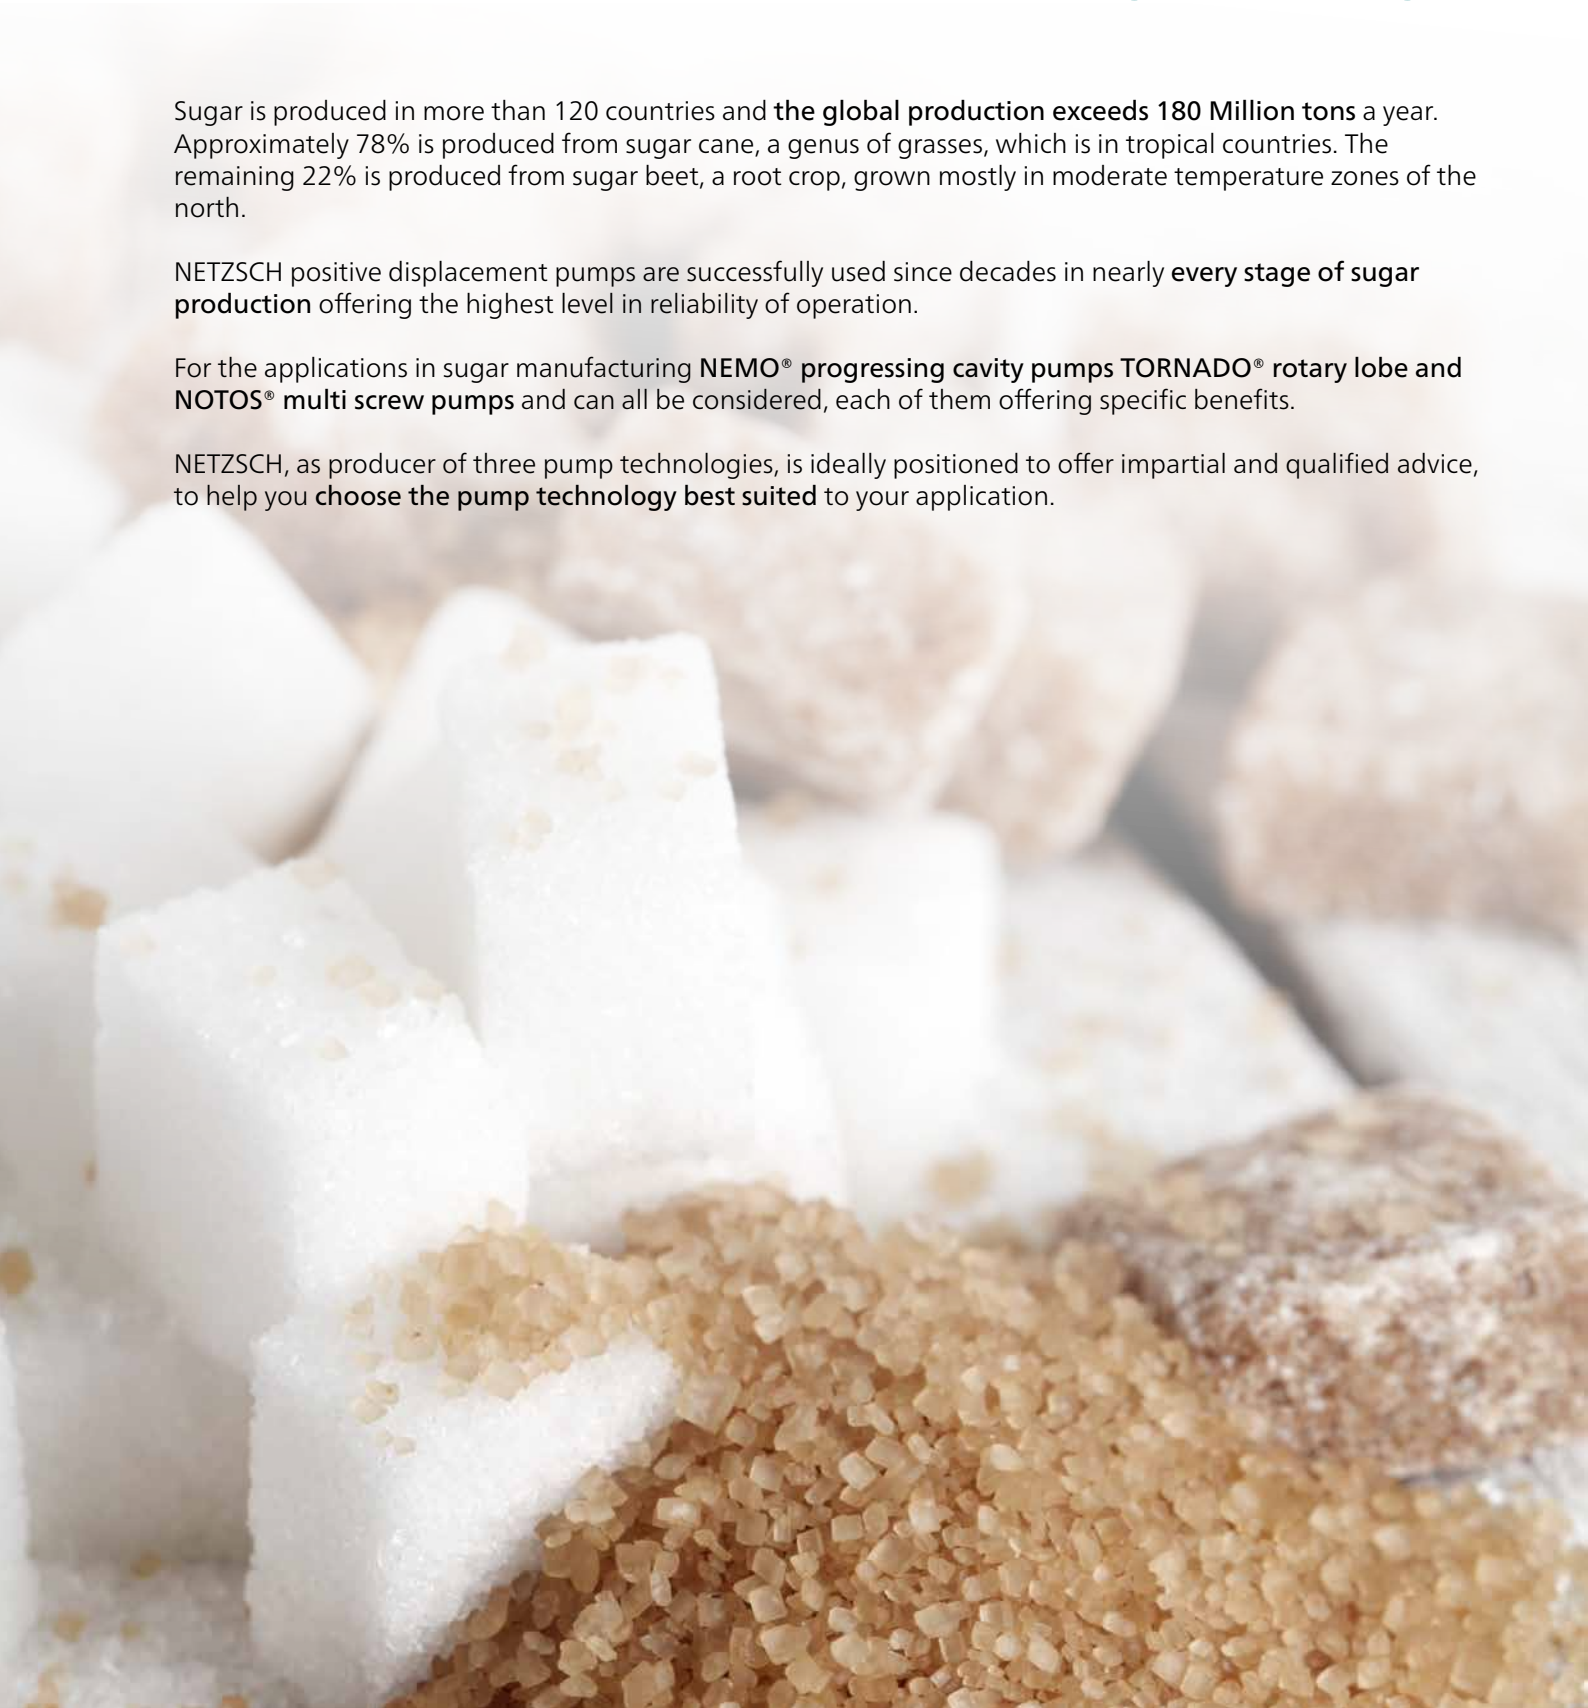 Sugar is produced in more than 120 countries and the global production exceeds 180 Million tons a year.
Approximately 78% is produced from sugar cane, a genus of grasses, which is in tropical countries. The
remaining 22% is produced from sugar beet, a root crop, grown mostly in moderate temperature zones of the
north.
NETZSCH positive displacement pumps are successfully used since decades in nearly every stage of sugar
production offering the highest level in reliability of operation.
For the applications in sugar manufacturing NEMO® progressing cavity pumps TORNADO® rotary lobe and
NOTOS® multi screw pumps and can all be considered, each of them offering specific benefits.
NETZSCH, as producer of three pump technologies, is ideally positioned to offer impartial and qualified advice,
to help you choose the pump technology best suited to your application.